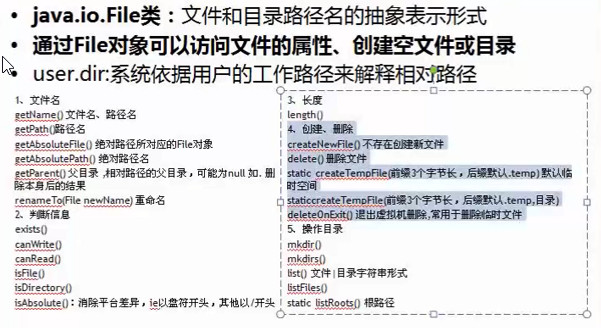 java.io.File类：文件和目录路径名的抽象表示形式
通过File对象可以访问文件的属性、创建空文件或目录
user.dir:系统依据用户的工作路径来解释相对路径
1、文件名
getName() 文件名、路径名
getPath()路径名
getAbsoluteFile() 绝对路径所对应的File对象
getAbsolutePath() 绝对路径名
getParent() 父目录 ,相对路径的父目录，可能为null 如. 删
除本身后的结果
renameTo(File newName) 重命名
2、判断信息
exists()
canWrite()
canRead()
isFile()
isDirectory()
isAbsolute()：消除平台差异，ie以盘符开头，其他以/开头
3、长度
length()
4、创建、删除
createNewFile() 不存在创建新文件
delete() 删除文件
static createTempFile(前缀3个字节长，后缀默认.temp) 默认临
时空间
staticcreateTempFile(前缀3个字节长，后缀默认.temp,目录)
deleteOnExit() 退出虚拟机删除,常用于删除临时文件
5、操作目录
mkdir()
mkdirs()
list() 文件|目录字符串形式
listFiles()
static listRoots() 根路径